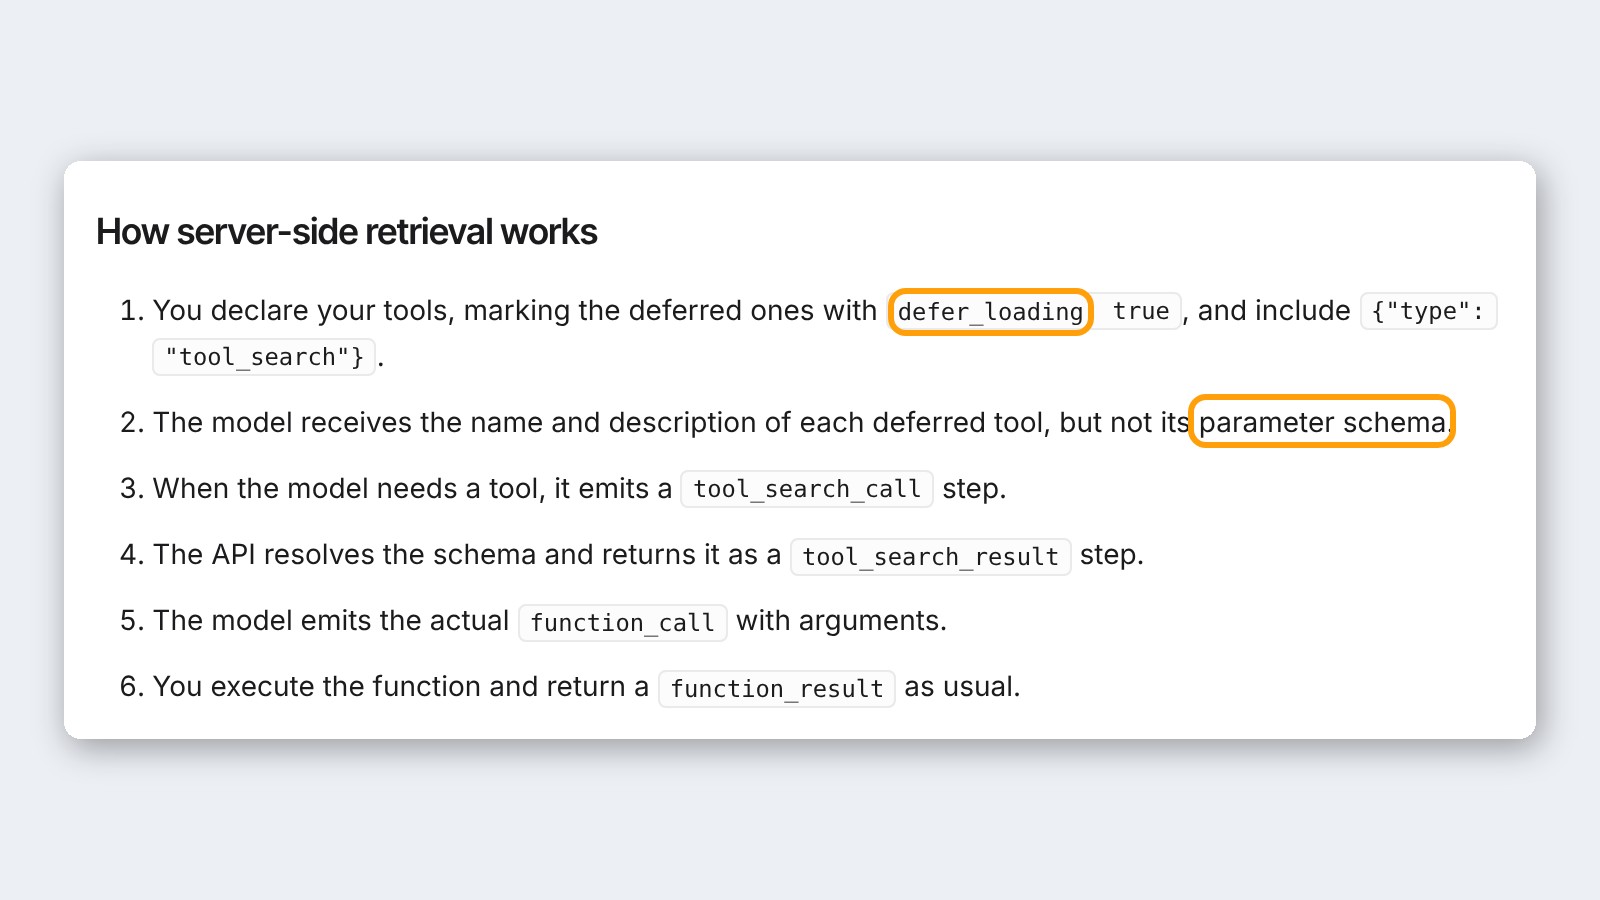 How server-side retrieval works
1. You declare your tools, marking the deferred ones with defer_loading true, and include {"type":
"tool_search"}.
2. The model receives the name and description of each deferred tool, but not its parameter schema.
3. When the model needs a tool, it emits a tool_search_call step.
4. The API resolves the schema and returns it as a tool_search_result step.
5. The model emits the actual function_call with arguments.
6. You execute the function and return a function_result as usual.